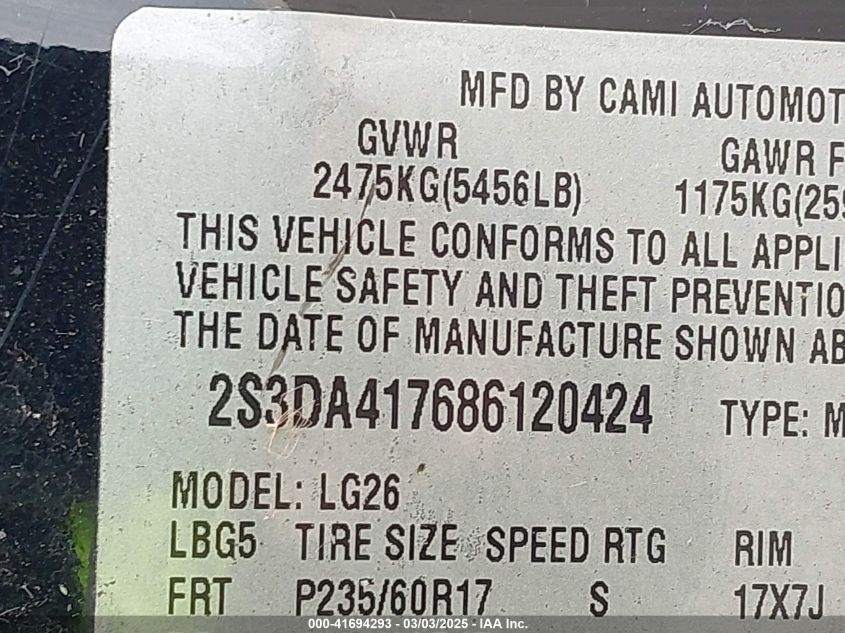 MFD BY CAMI AUTOMOT
GVWR GAWR F
2475KG(5456LB) 1175KG(259
THIS VEHICLE CONFORMS TO ALL APPLI
VEHICLE SAFETY AND THEFT PREVENTIO
THE DATE OF MANUFACTURE SHOWN AB
2S3DA417686120424 TYPE: M
MODEL: LG26
LBG5 TIRE SIZE SPEED RTG RIM
FRT P235/60R17 S 17X7J
000-41694293 - 03/03/2025 - IAA Inc.